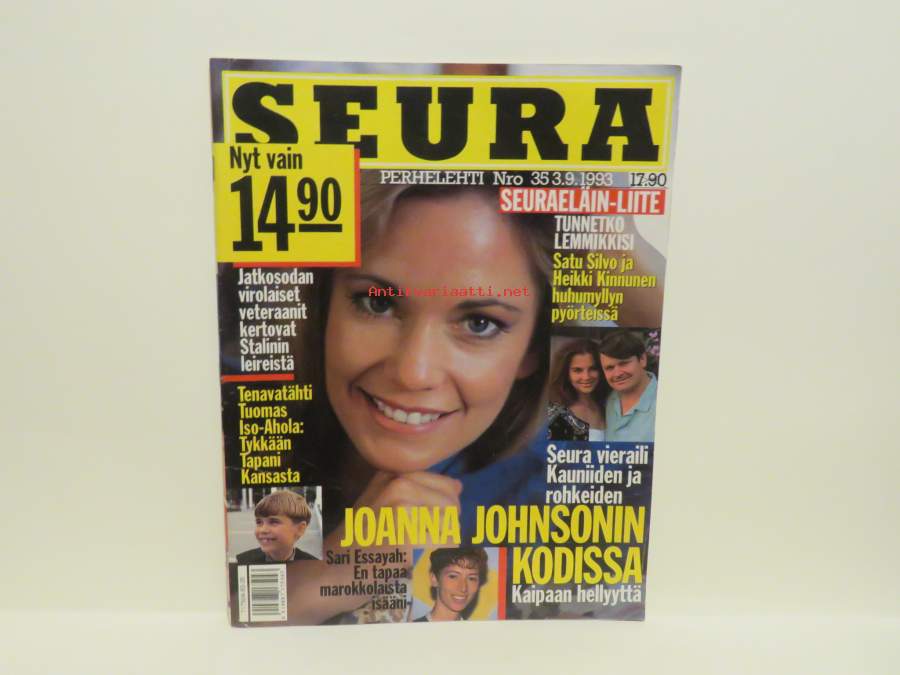 SEURA
Nyt vain
14 90
PERHELEHTI Nro 35 3.9.1993 17.90
SEURAELÄIN-LIITE
TUNNETKO
LEMMIKKISI
Satu Silvo ja
Heikki Kinnunen
huhumyllyn
pyörteissä
Jatkosodan
virolaiset
veteraanit
kertovat
Stalinin
leireistä
Antikvariaatti.net
Tenavatähti
Tuomas
Iso-Ahola:
Tykkään
Tapani
Kansasta
Seura vieraili
Kauniiden ja
rohkeiden
JOANNA JOHNSONIN
KODISSA
Kaipaan hellyyttä
Sari Essayah:
En tapaa
marokkolaista
isääni